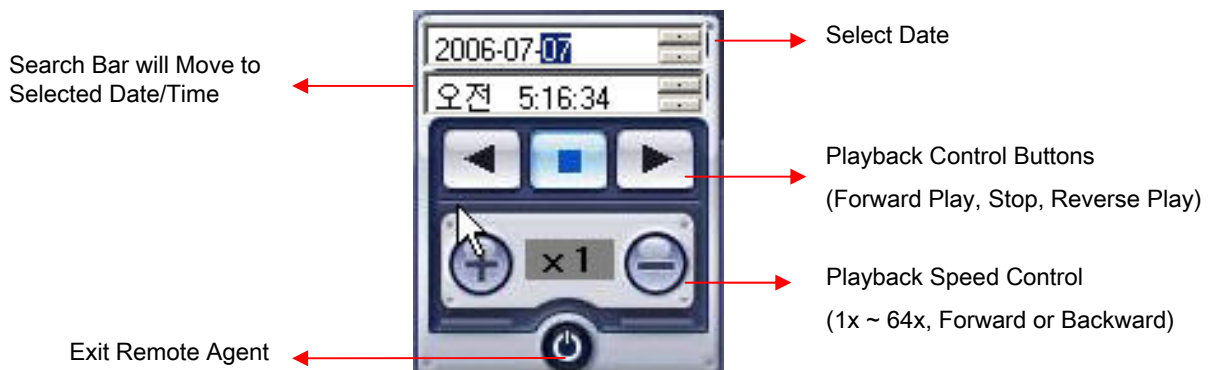 2006-07-07
Select Date
Search Bar will Move to
Selected Date/Time
오전 5:16:34
Playback Control Buttons
(Forward Play, Stop, Reverse Play)
x 1
Playback Speed Control
(1x ~ 64x, Forward or Backward)
Exit Remote Agent